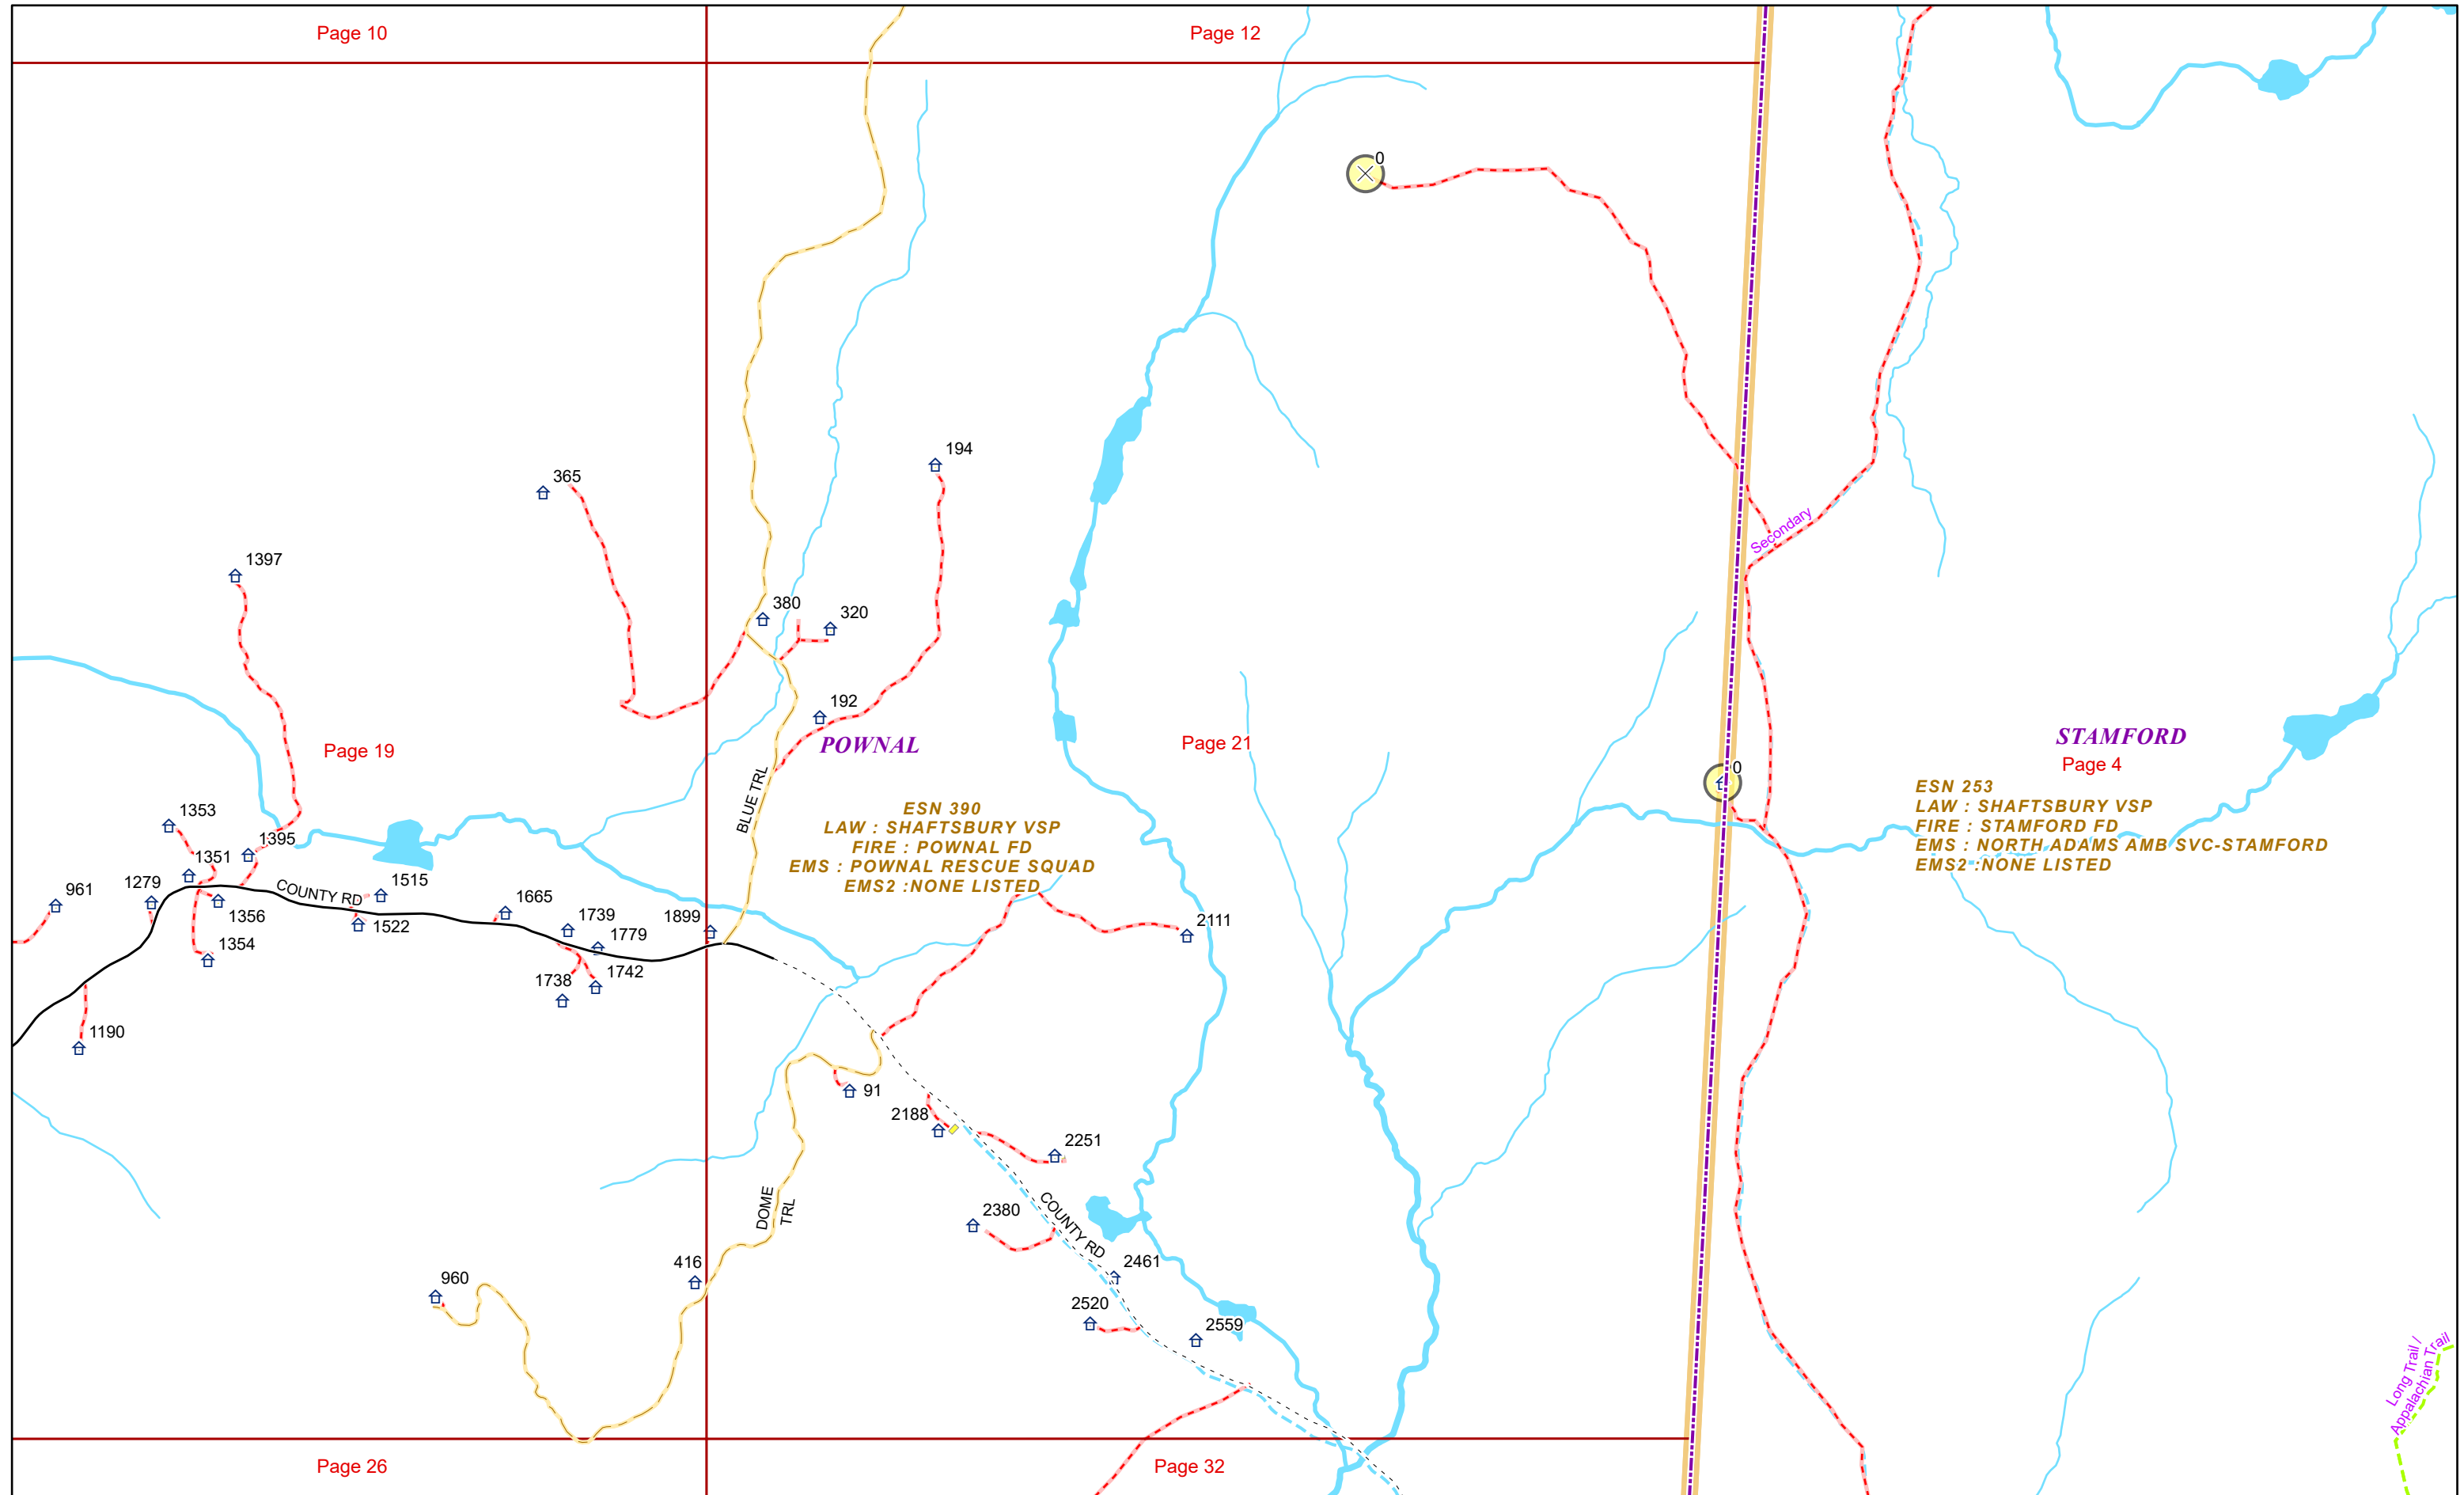 Page 10
Page 12
0
194
365
1397
Secondary
380
320
192
POWNAL
Page 19
Page 21
STAMFORD
Page 4
0
BLUE TRL
ESN 390
LAW : SHAFTSBURY VSP
FIRE : POWNAL FD
EMS : POWNAL RESCUE SQUAD
EMS2 :NONE LISTED
ESN 253
LAW : SHAFTSBURY VSP
FIRE : STAMFORD FD
EMS : NORTH ADAMS AMB SVC-STAMFORD
EMS2 :NONE LISTED
1353
1395
1351
1279
961
COUNTY RD
1515
1356
1522
1665
1739
1899
1779
1354
1738
1742
2111
1190
91
2188
2251
DOME
TRL
2380
COUNTY RD
416
2461
960
2520
2559
Long Trail /
Appalachian Trail
Page 26
Page 32